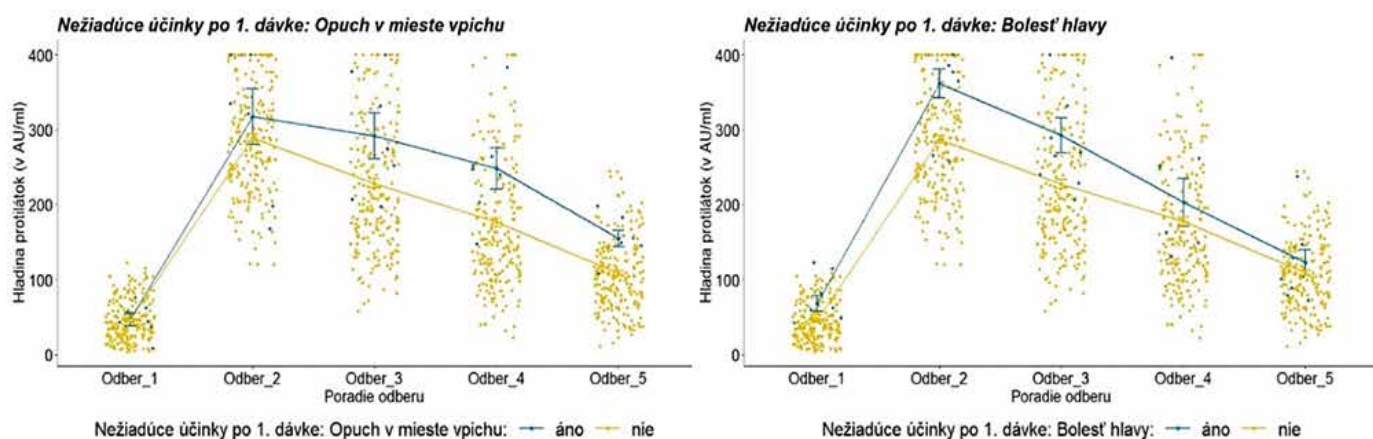 Nežiadúce účinky po 1. dávke: Opuch v mieste vpichu
Hladina protilátok (v AU/ml)
400
300
200
100
0
Odber_1 Odber_2 Odber_3 Odber_4 Odber_5
Poradie odberu
Nežiadúce účinky po 1. dávke: Opuch v mieste vpichu: áno nie
Nežiadúce účinky po 1. dávke: Bolesť hlavy
Hladina protilátok (v AU/ml)
400
300
200
100
0
Odber_1 Odber_2 Odber_3 Odber_4 Odber_5
Poradie odberu
Nežiadúce účinky po 1. dávke: Bolesť hlavy: áno nie